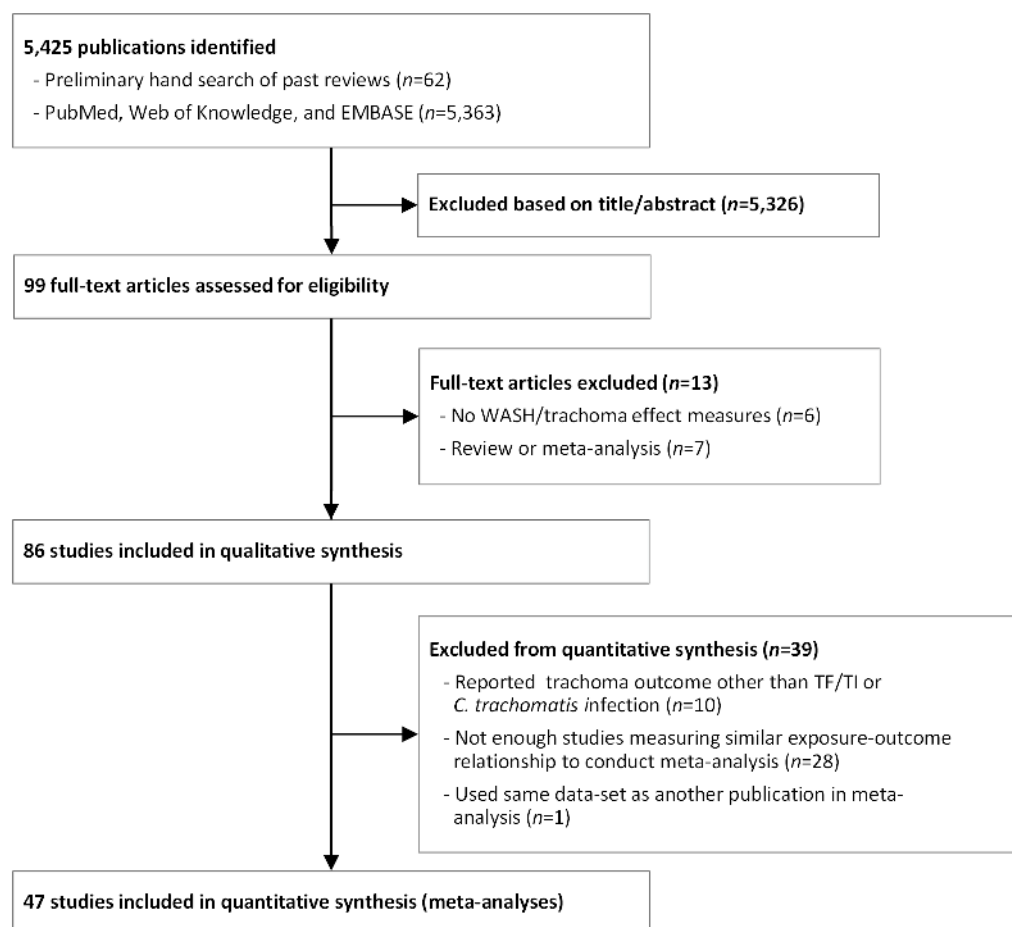 5,425 publications identified
- Preliminary hand search of past reviews (n=62)
- PubMed, Web of Knowledge, and EMBASE (n=5,363)
Excluded based on title/abstract (n=5,326)
99 full-text articles assessed for eligibility
Full-text articles excluded (n=13)
- No WASH/trachoma effect measures (n=6)
- Review or meta-analysis (n=7)
86 studies included in qualitative synthesis
Excluded from quantitative synthesis (n=39)
- Reported trachoma outcome other than TF/TI or
C. trachomatis infection (n=10)
- Not enough studies measuring similar exposure-outcome
relationship to conduct meta-analysis (n=28)
- Used same data-set as another publication in meta-
analysis (n=1)
47 studies included in quantitative synthesis (meta-analyses)